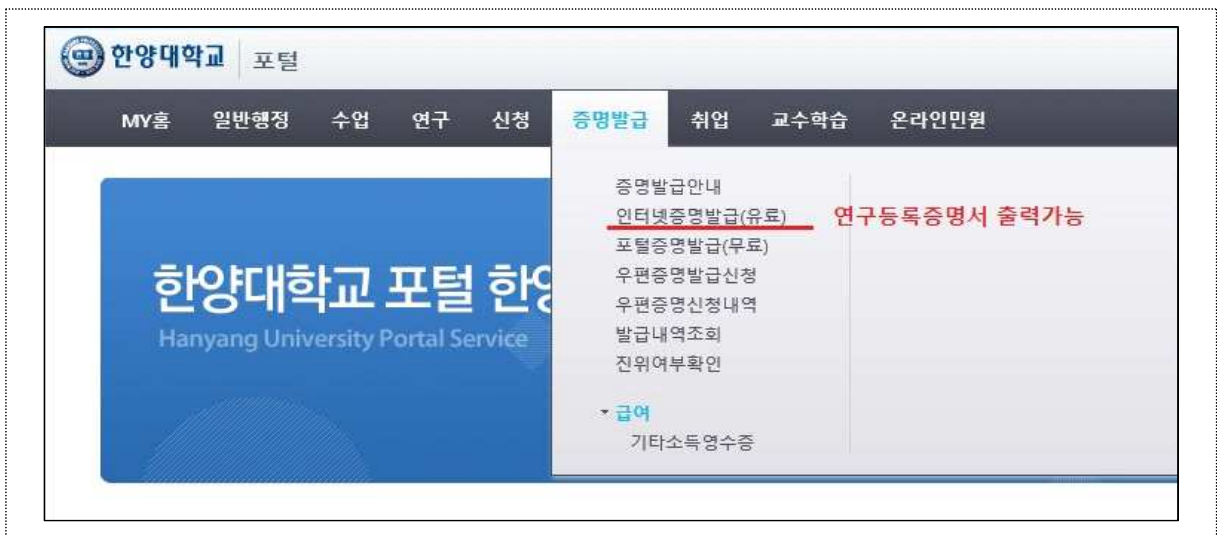 한양대학교 포털
MY홈 일반행정 수업 연구 신청 증명발급 취업 교수학습 온라인민원
증명발급안내
인터넷증명발급(유료) 연구등록증명서 출력가능
포털증명발급(무료)
우편증명발급신청
우편증명신청내역
발급내역조회
진위여부확인
급여
기타소득영수증
한양대학교 포털 한양
Hanyang University Portal Service